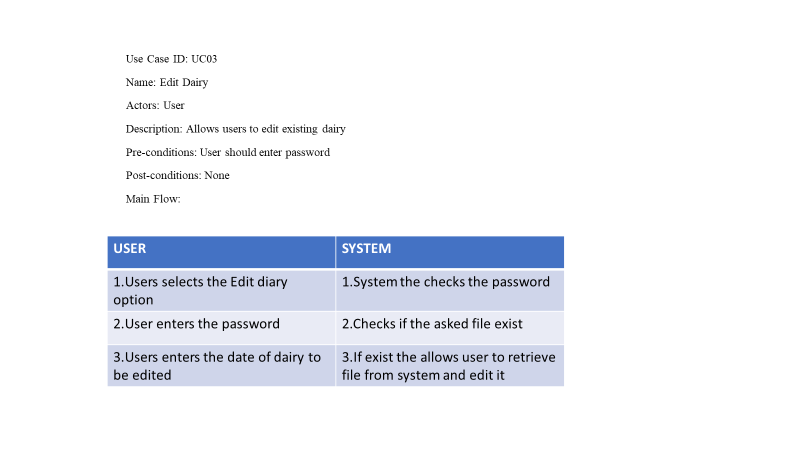 Use Case ID: UC03
Name: Edit Dairy
Actors: User
Description: Allows users to edit existing dairy
Pre-conditions: User should enter password
Post-conditions: None
Main Flow:
USER
SYSTEM
1.Users selects the Edit diary
option
1.System the checks the password
2.User enters the password
2.Checks if the asked file exist
3.Users enters the date of dairy to
be edited
3.If exist the allows user to retrieve
file from system and edit it